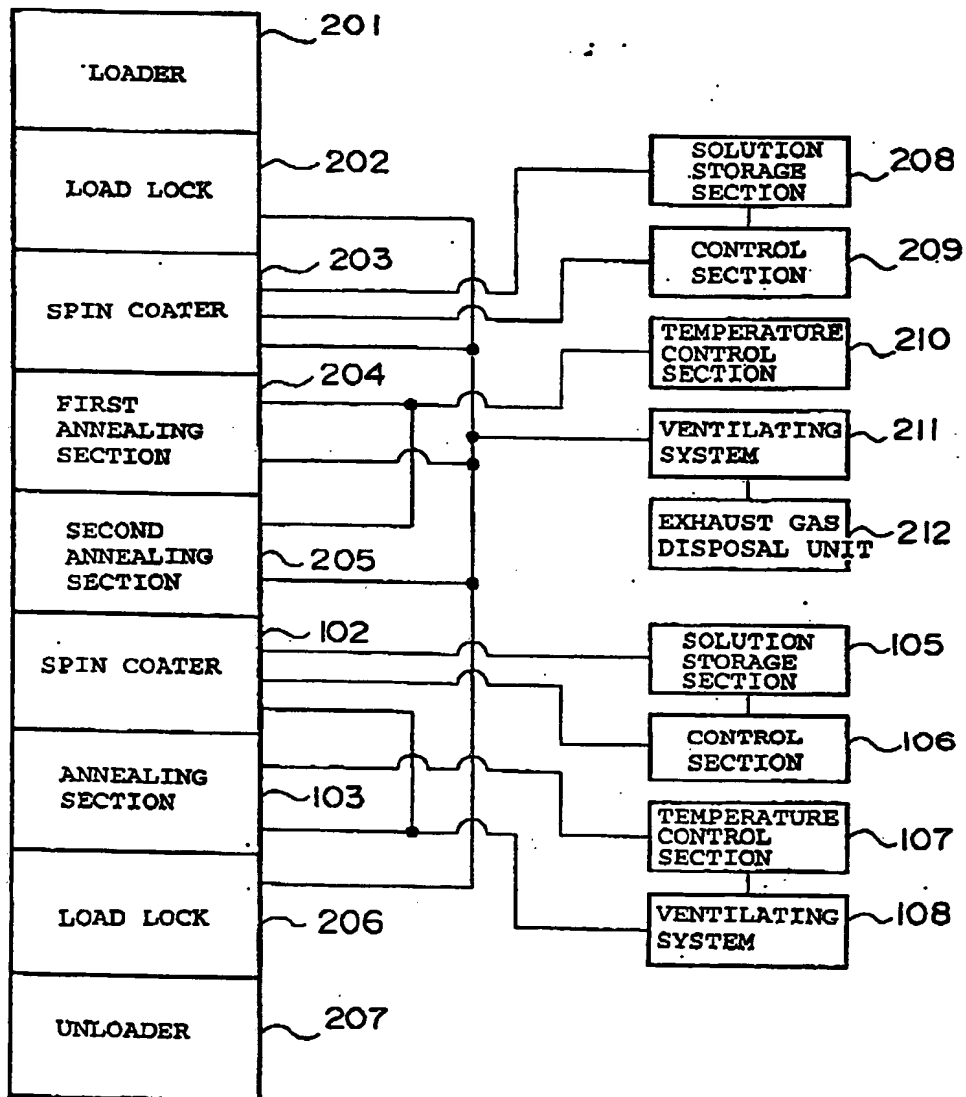 201
LOADER
202
LOAD LOCK
203
SPIN COATER
204
FIRST
ANNEALING
SECTION
SECOND
ANNEALING
SECTION
205
102
SPIN COATER
ANNEALING
SECTION
103
LOAD LOCK
206
UNLOADER
207
SOLUTION
STORAGE
SECTION
208
CONTROL
SECTION
209
TEMPERATURE
CONTROL
SECTION
210
VENTILATING
SYSTEM
211
EXHAUST GAS
DISPOSAL UNIT
212
SOLUTION
STORAGE
SECTION
105
CONTROL
SECTION
106
TEMPERATURE
CONTROL
SECTION
107
VENTILATING
SYSTEM
108